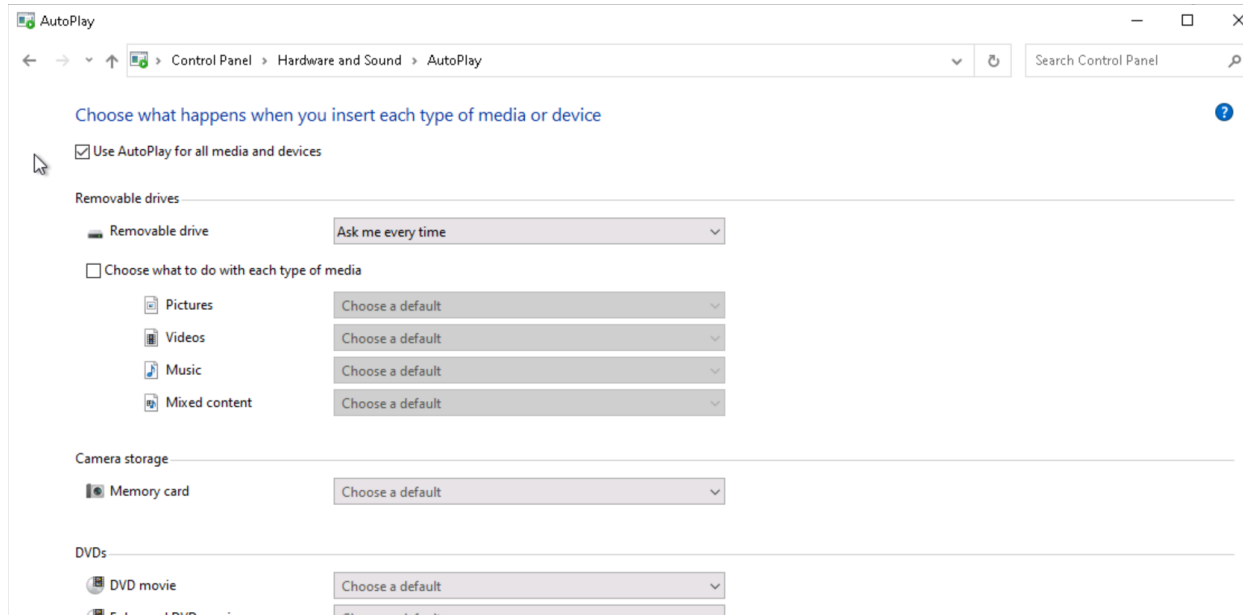 AutoPlay
Control Panel > Hardware and Sound > AutoPlay
Search Control Panel
Choose what happens when you insert each type of media or device
?
Use AutoPlay for all media and devices
Removable drives
Removable drive Ask me every time
Choose what to do with each type of media
Pictures Choose a default
Videos Choose a default
Music Choose a default
Mixed content Choose a default
Camera storage
Memory card Choose a default
DVDs
DVD movie Choose a default